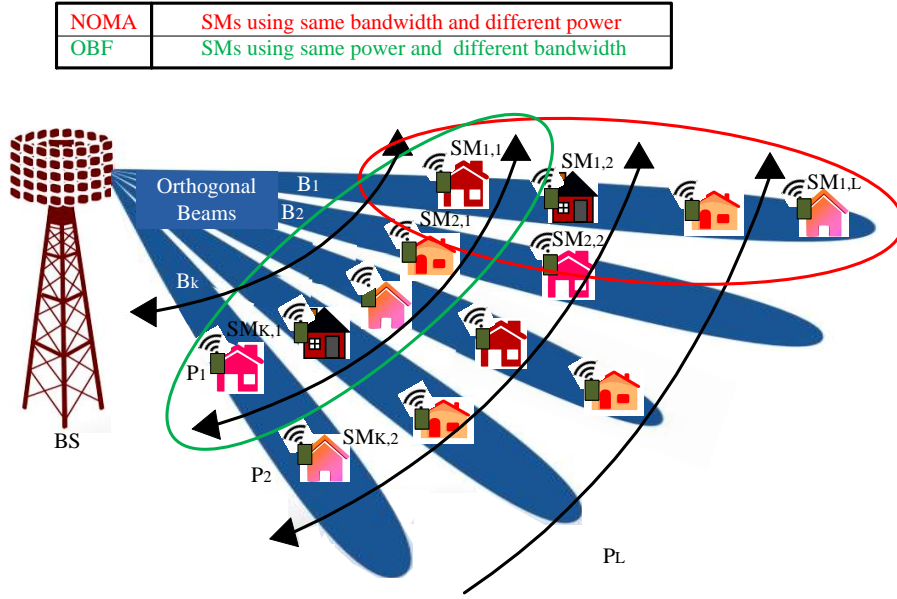 NOMA SMs using same bandwidth and different power
OBF SMs using same power and different bandwidth
SM1,1
SM1,2
SM1,L
Orthogonal
Beams
B1
B2
SM2,1
SM2,2
Bk
SMK,1
P1
BS
SMK,2
P2
PL